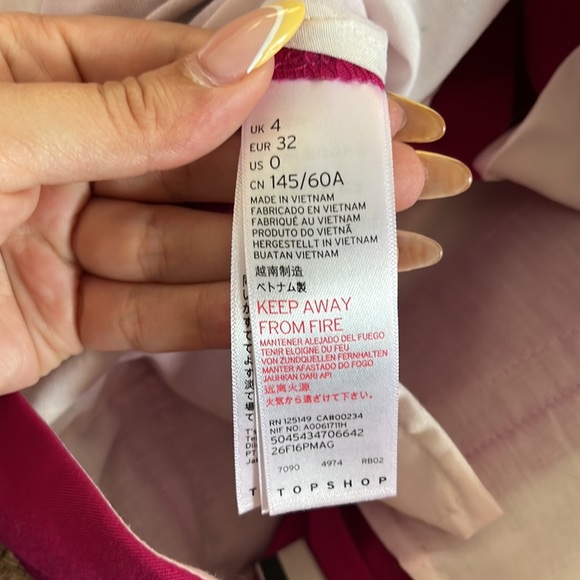 UK 4
EUR 32
US 0
CN 145/60A
MADE IN VIETNAM
FABRICADO EN VIETNAM
FABRIQUÉ AU VIETNAM
PRODUTO DO VIETNÃ
HERGESTELLT IN VIETNAM
BUATAN VIETNAM
越南制造
ベトナム製
KEEP AWAY
FROM FIRE
MANTENER ALEJADO DEL FUEGO
TENIR ELOIGNE DU FEU
VON ZUNDQUELLEN FERNHALTEN
MANTER AFASTADO DO FOGO
JAUHKAN DARI API
远离火源
火気から遠ざけて下さい。
RN 125149 CA#00234
NIF NO: A0061711H
5045434706642
26F16PMAG
7090 4974 RB02
TOPSHOP